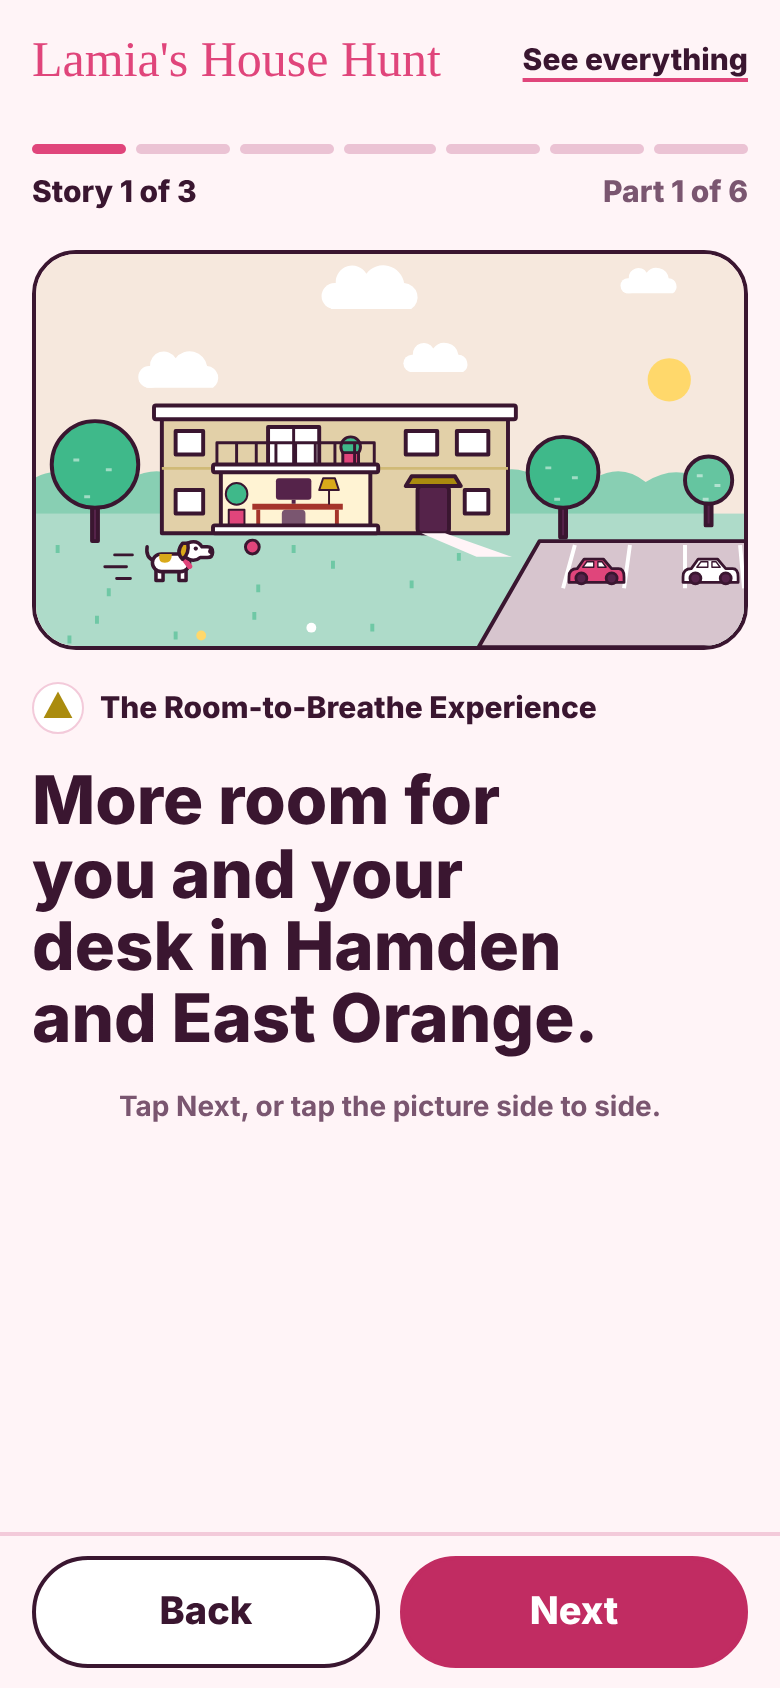 Lamia's House Hunt
See everything
Story 1 of 3
Part 1 of 6
The Room-to-Breathe Experience
More room for
you and your
desk in Hamden
and East Orange.
Tap Next, or tap the picture side to side.
Back
Next